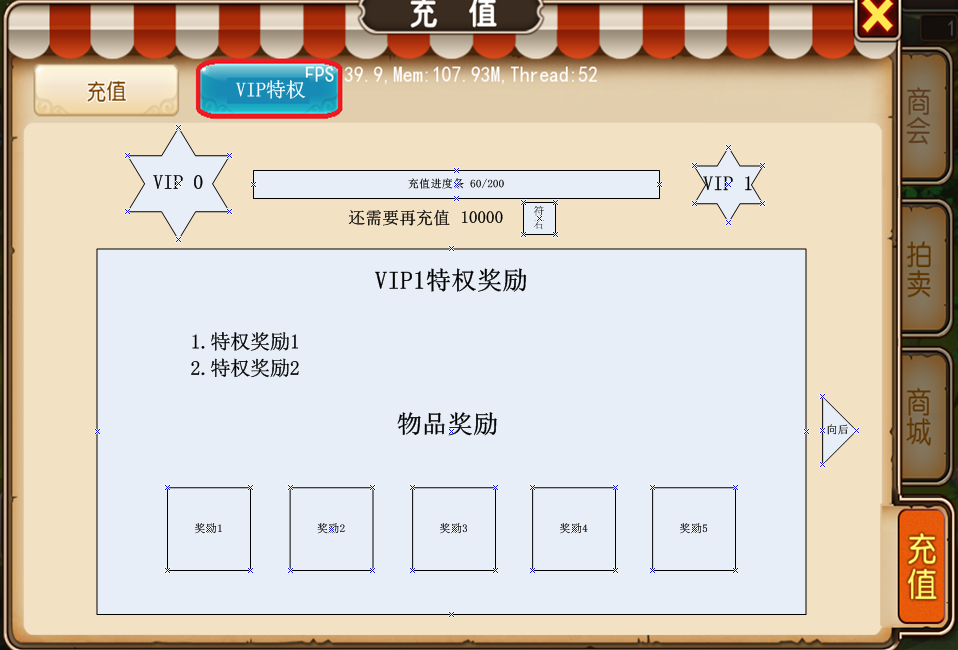 充 值
充值
VIP特权
FPS 39.9,Mem:107.93M,Thread:52
VIP 0
充值进度条 60/200
VIP 1
还需要再充值 10000
符石
VIP1特权奖励
1.特权奖励1
2.特权奖励2
物品奖励
奖励1
奖励2
奖励3
奖励4
奖励5
向后
1
商会
拍卖
商城
充值